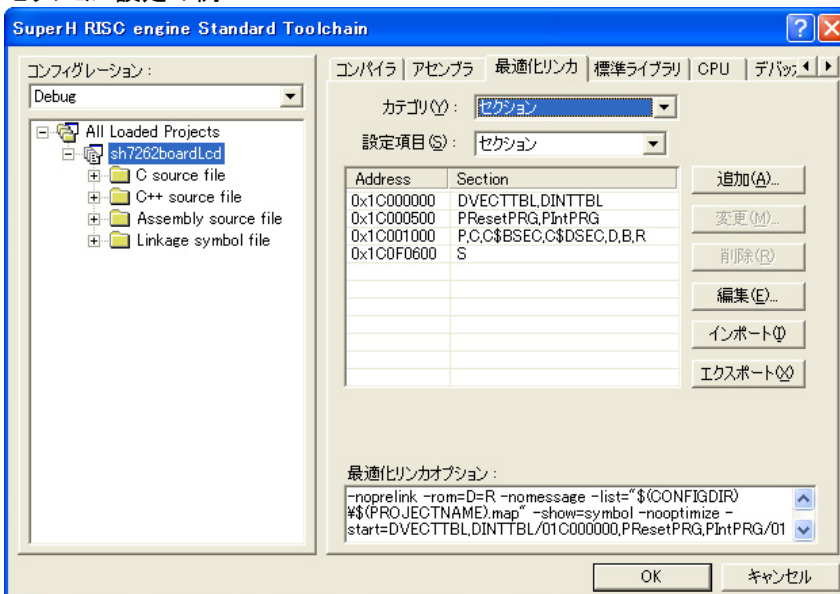 SuperH RISC engine Standard Toolchain
コンフィグレーション：
Debug
All Loaded Projects
sh7262boardLcd
C source file
C++ source file
Assembly source file
Linkage symbol file
コンパイラ
アセンブラ
最適化リンカ
標準ライブラリ
CPU
カテゴリ(Y)： セクション
設定項目(S)： セクション
Address Section
0x1C000000 DVECTTBL,DINTTBL
0x1C000500 PResetPRG,PIntPRG
0x1C001000 P,C,C$BSEC,C$DSEC,D,B,R
0x1C0F0600 S
追加(A)...
変更(M)...
削除(R)
編集(E)...
インポート(I)
エクスポート(X)
最適化リンカオプション：
-noprelink -rom=D=R -nomessage -list="$(CONFIGDIR)
¥$(PROJECTNAME).map" -show=symbol -nooptimize -
start=DVECTTBL,DINTTBL/01C000000,PResetPRG,PIntPRG/01
OK
キャンセル